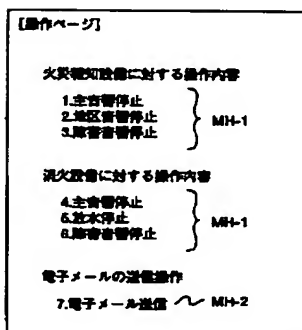 [操作ページ]
火災報知設備に対する操作内容
1.主音響停止
2.地区音響停止
3.障害音響停止
MH-1
消火設備に対する操作内容
4.主音響停止
5.放水停止
6.障害音響停止
MH-1
電子メールの送信操作
7.電子メール送信
MH-2